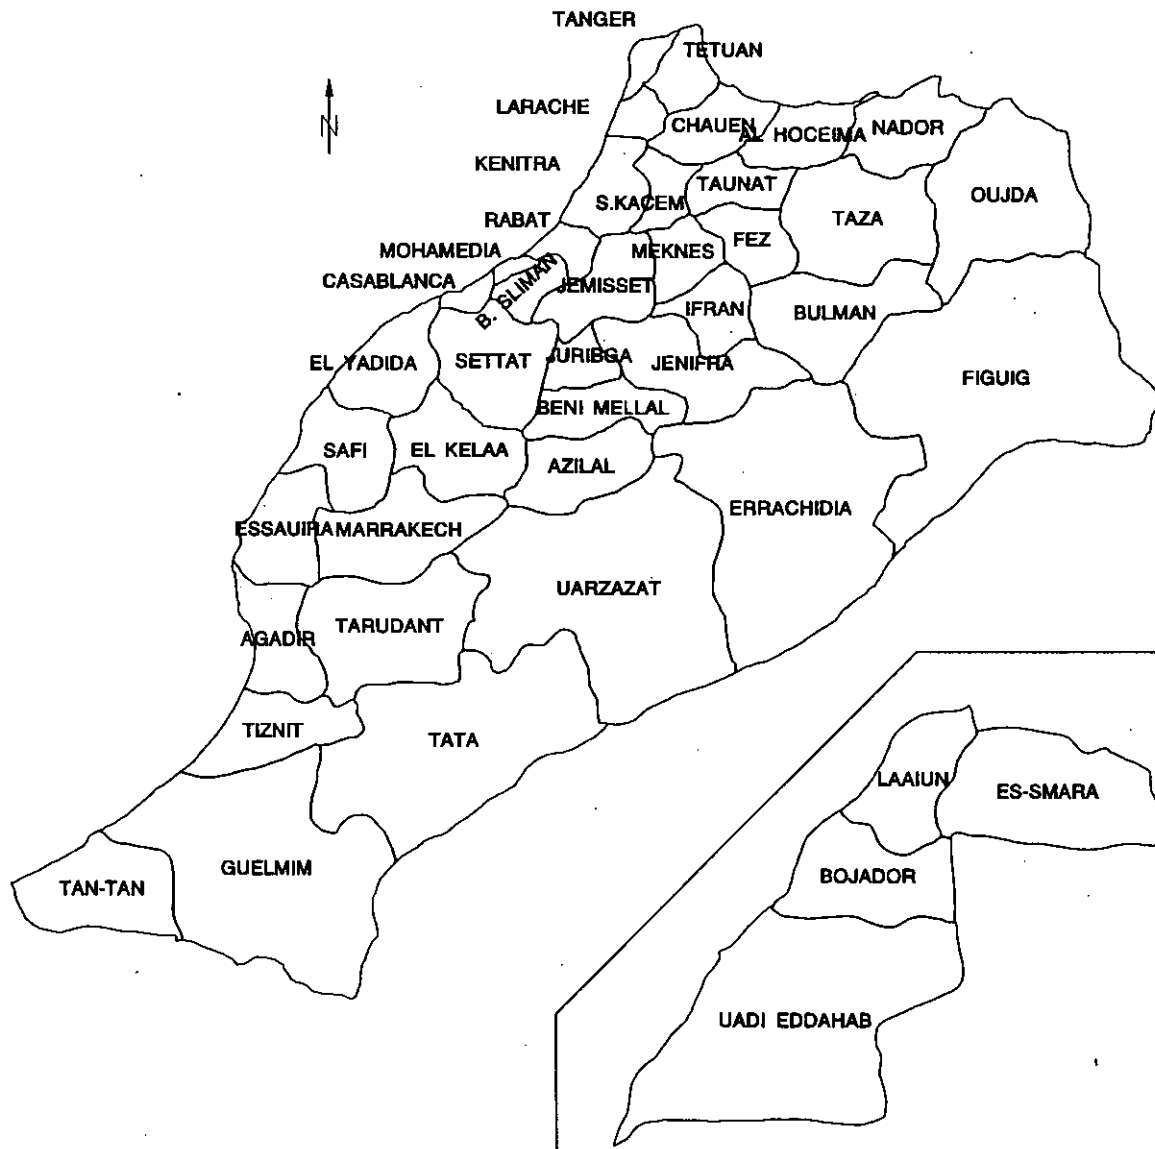 TANGER
TETUAN
LARACHE
CHAUEN
AL HOCEIMA
NADOR
N
KENITRA
S.KACEM
TAUNAT
OUJDA
RABAT
TAZA
MOHAMEDIA
MEKNES
FEZ
CASABLANCA
B. SLIMAN
JEMISSET
IFRAN
BULMAN
EL YADIDA
SETTAT
JURIBGA
JENIFRA
FIGUIG
BENI MELLAL
SAFI
EL KELAA
AZILAL
ERRACHIDIA
ESSAUIRA
MARRAKECH
UARZAZAT
AGADIR
TARUDANT
TIZNIT
TATA
LAAIUN
ES-SMARA
GUELMIM
TAN-TAN
BOJADOR
UADI EDDAHAB